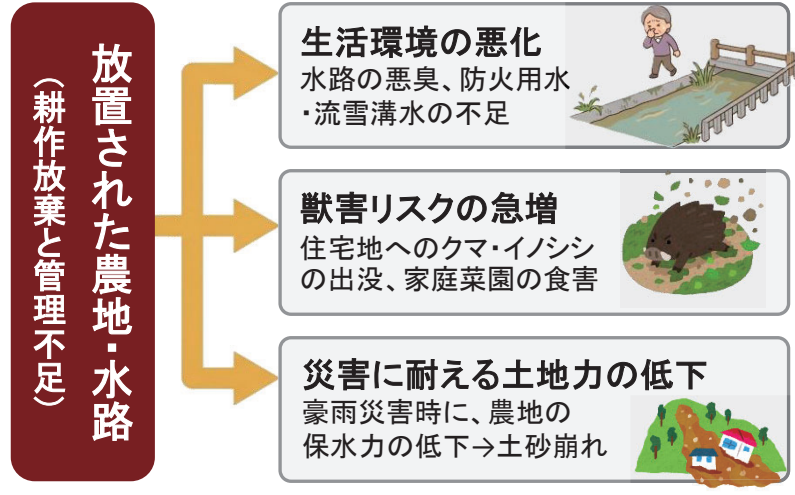 放置された農地・水路
（耕作放棄と管理不足）
生活環境の悪化
水路の悪臭、防火用水
・流雪溝水の不足
獣害リスクの急増
住宅地へのクマ・イノシシ
の出没、家庭菜園の食害
災害に耐える土地力の低下
豪雨災害時に、農地の
保水力の低下→土砂崩れ